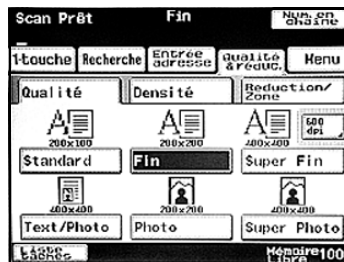 Scan Prêt Fin Num. en chaîne
1-touche Recherche Entrée adresse Qualité &réduc. Menu
Qualité Densité Reduction/Zone
200x100 200x200 400x400 600 dpi
Standard Fin Super Fin
400x400 200x200 400x400
Text/Photo Photo Super Photo
Liste tâches Mémoire Libre 100